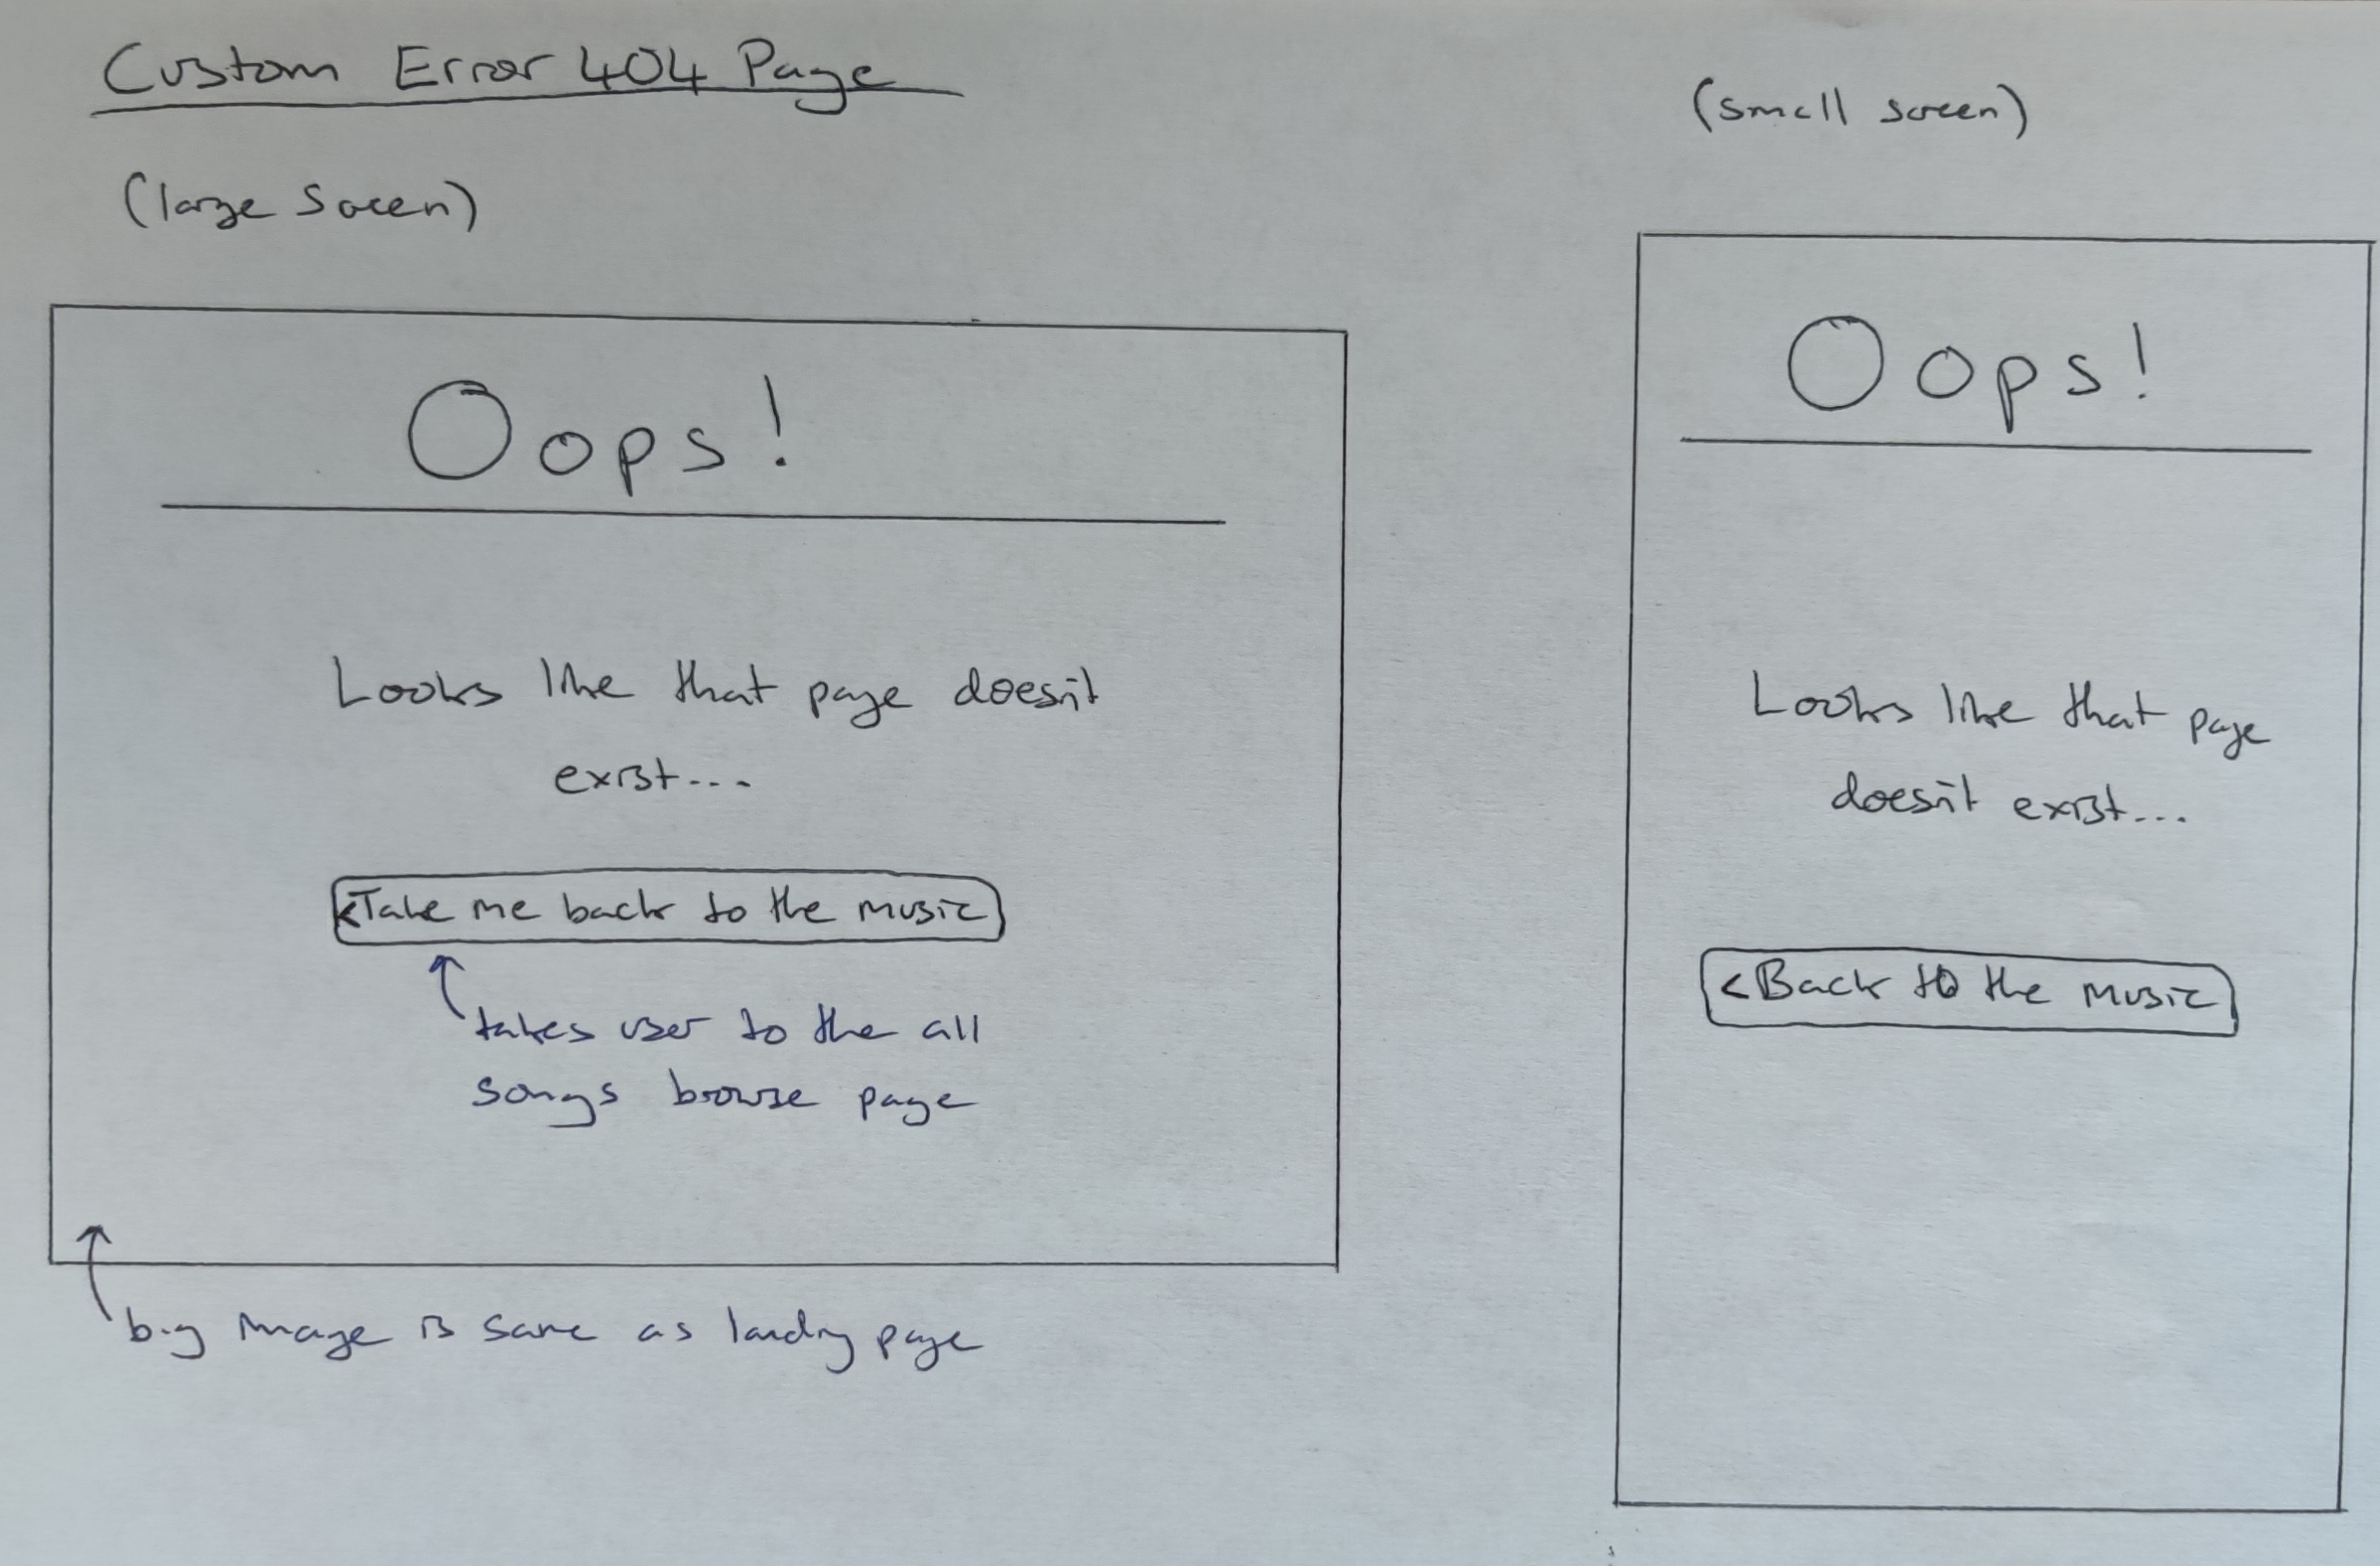 Custom Error 404 Page
(large screen)
Oops!
Looks like that page doesn't
exist...
<Take me back to the music
takes user to the all
songs browse page
big image is same as landing page
(small screen)
Oops!
Looks like that page
doesn't exist...
<Back to the music